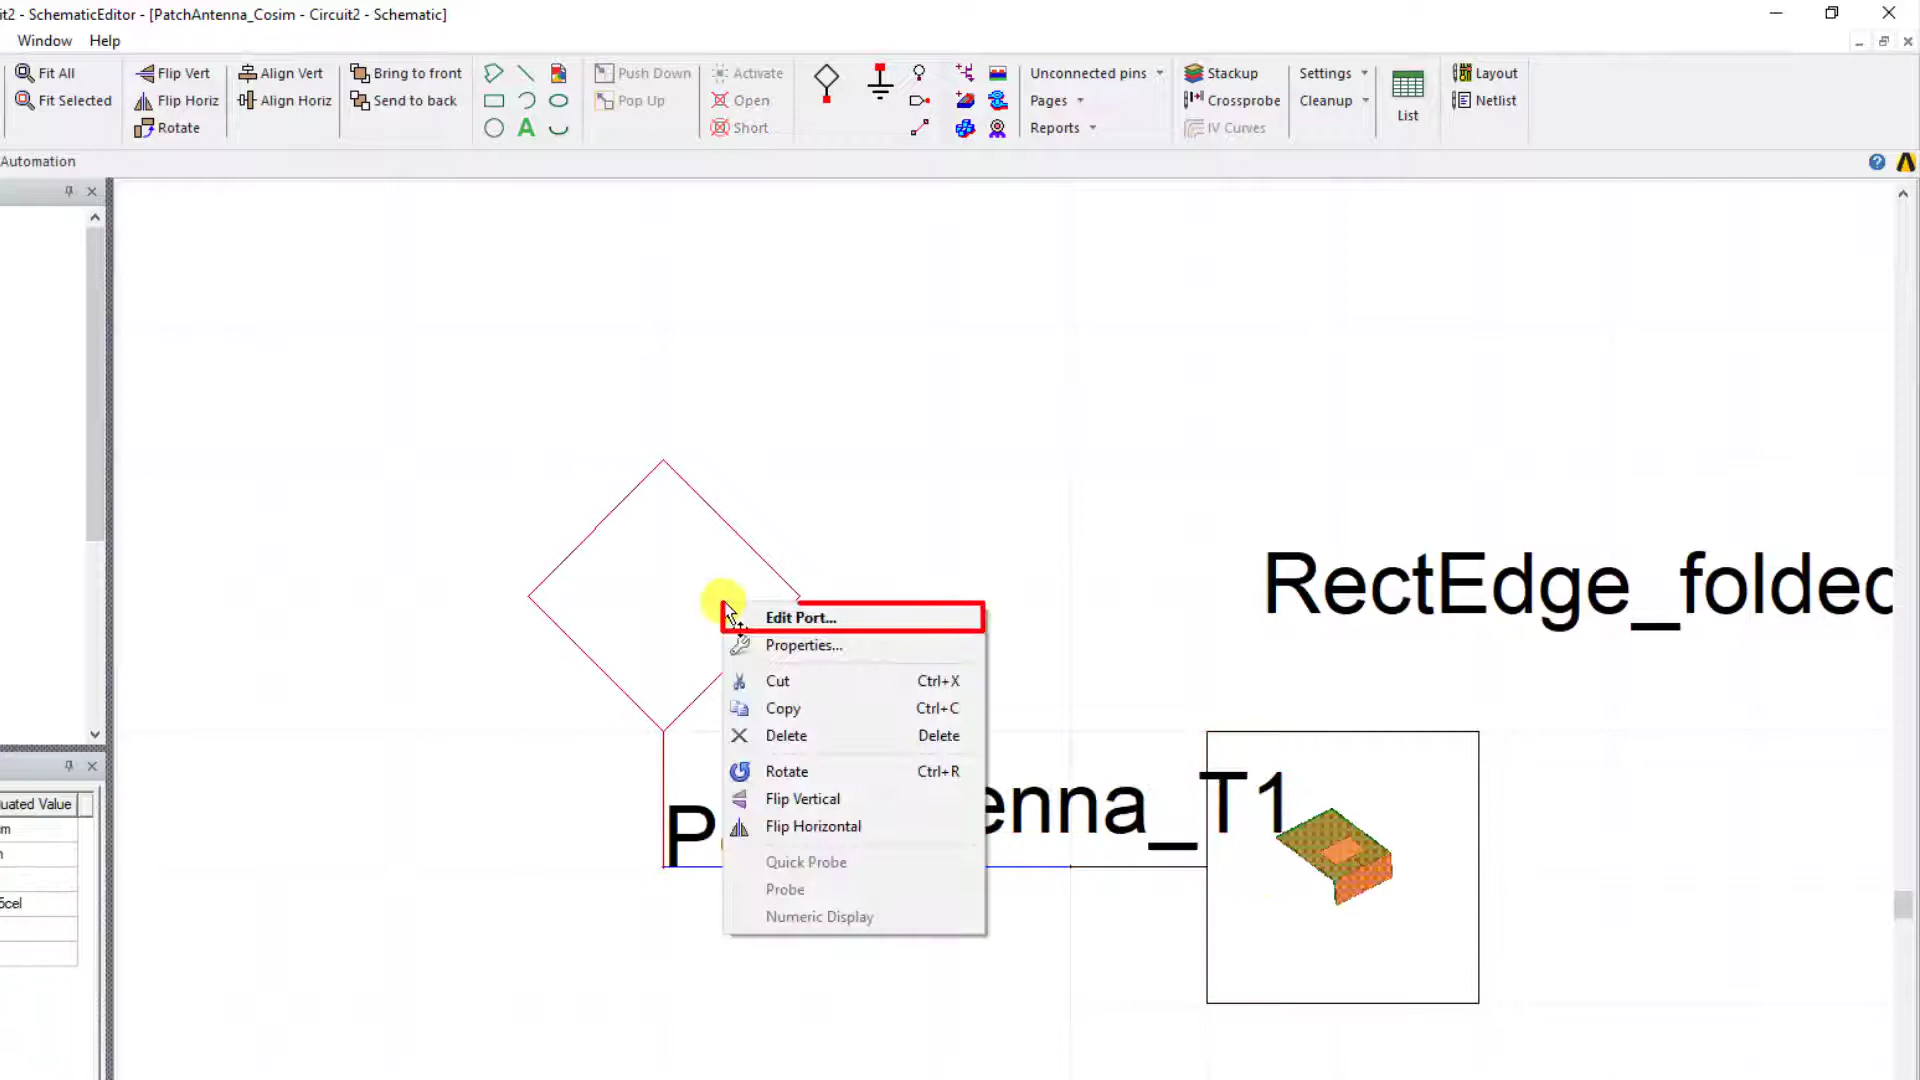 it2 - SchematicEditor - [PatchAntenna_Cosim - Circuit2 - Schematic]
Window Help
Fit All Flip Vert Align Vert Bring to front Push Down Activate Unconnected pins Stackup Settings Layout
Fit Selected Flip Horiz Align Horiz Send to back Pop Up Open Pages Crossprobe Cleanup List Netlist
Rotate A Short Reports IV Curves
Automation
RectEdge_folded
Edit Port...
Properties...
Cut Ctrl+X
Copy Ctrl+C
Delete Delete
Rotate Ctrl+R
Flip Vertical
Flip Horizontal
Quick Probe
Probe
Numeric Display
P
enna_T1
uated Value
m
n
5cel